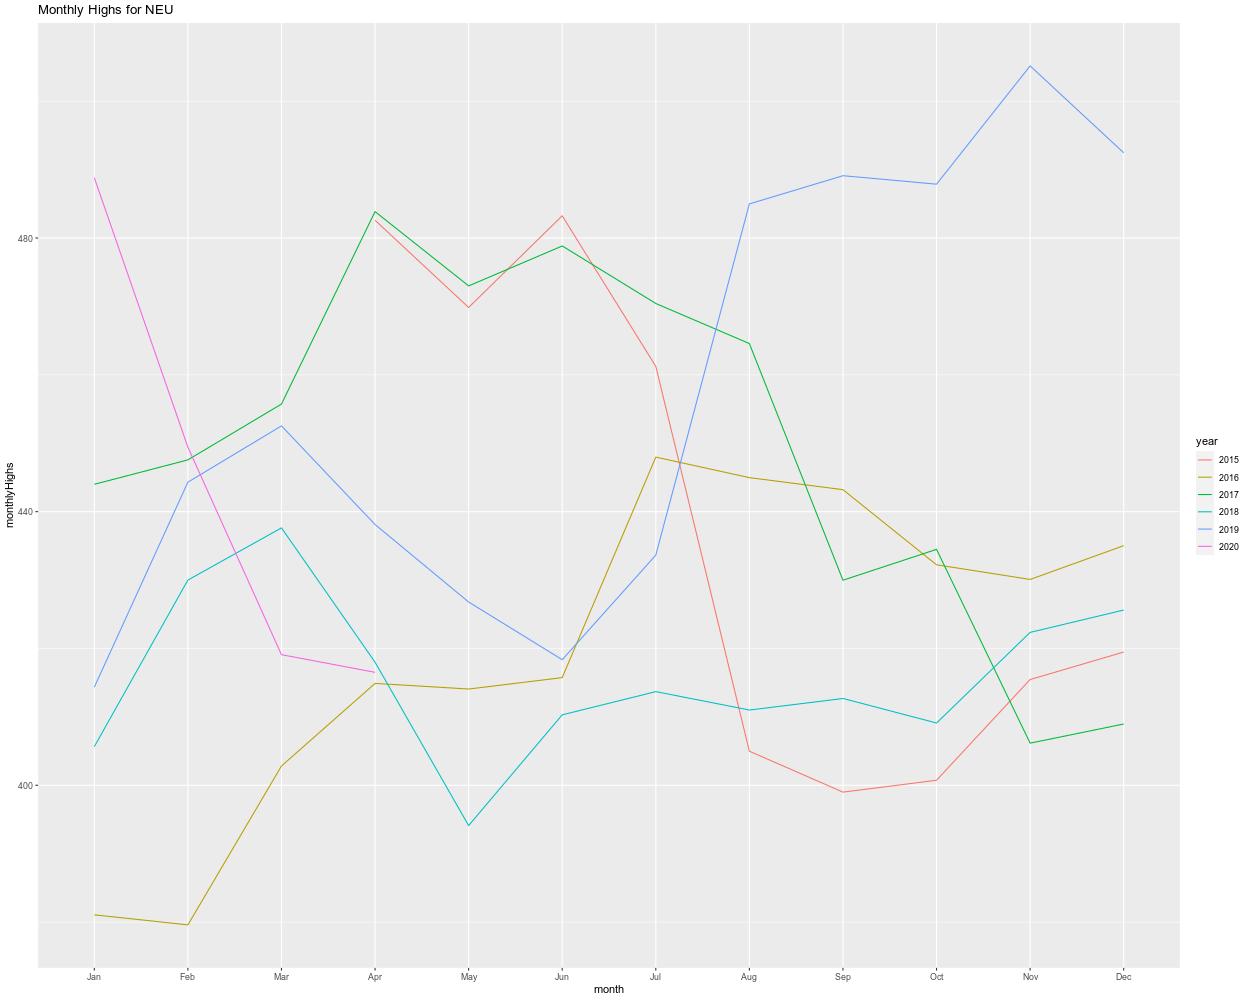 Monthly Highs for NEU
monthlyHighs
480
440
400
Jan Feb Mar Apr May Jun Jul Aug Sep Oct Nov Dec
month
year
2015
2016
2017
2018
2019
2020